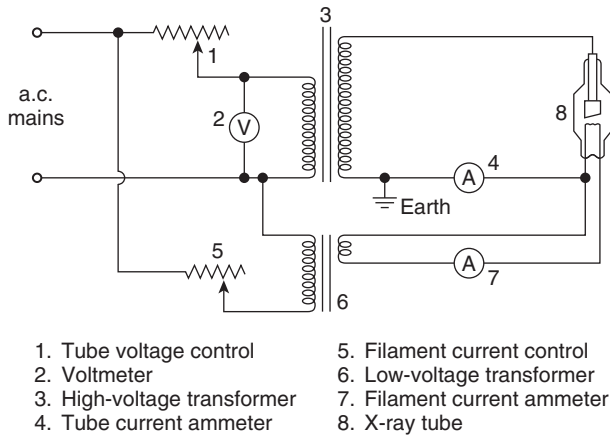 3
1
a.c.
mains
2
V
8
4
A
Earth
5
A
7
6
1. Tube voltage control
2. Voltmeter
3. High-voltage transformer
4. Tube current ammeter
5. Filament current control
6. Low-voltage transformer
7. Filament current ammeter
8. X-ray tube